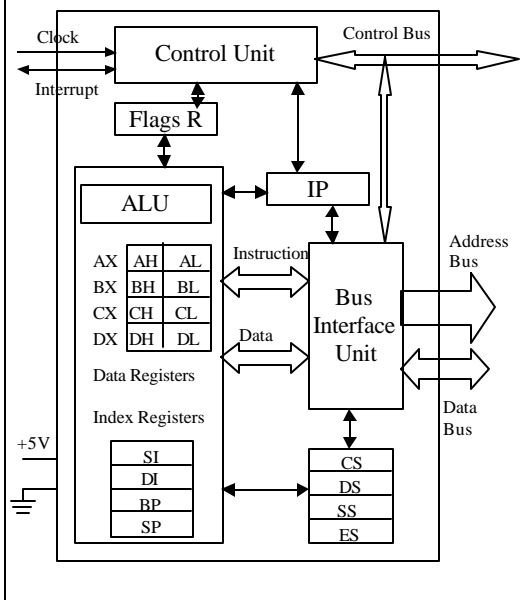 Clock
Control Bus
Control Unit
Interrupt
Flags R
IP
ALU
Address
Bus
Instruction
AX AH AL
BX BH BL
CX CH CL
DX DH DL
Bus
Interface
Unit
Data
Data Registers
Data
Bus
Index Registers
+5V
SI
DI
BP
SP
CS
DS
SS
ES